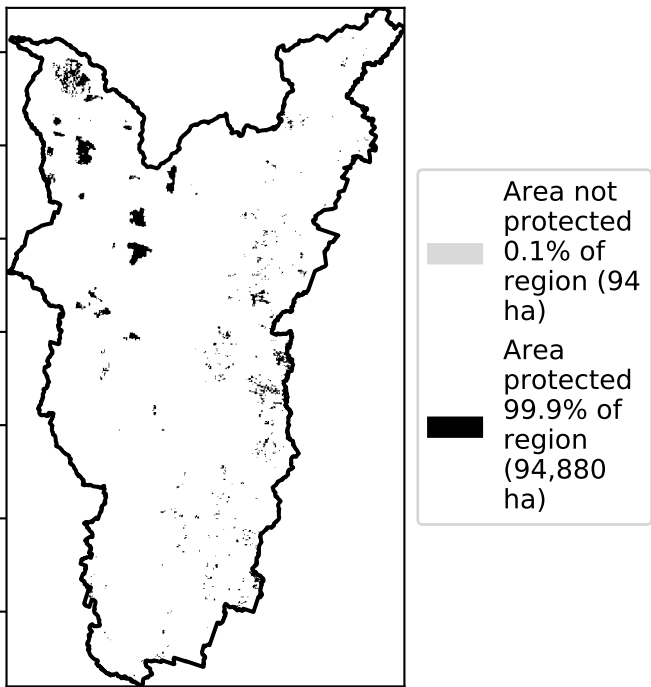 Area not
protected
0.1% of
region (94
ha)
Area
protected
99.9% of
region
(94,880
ha)